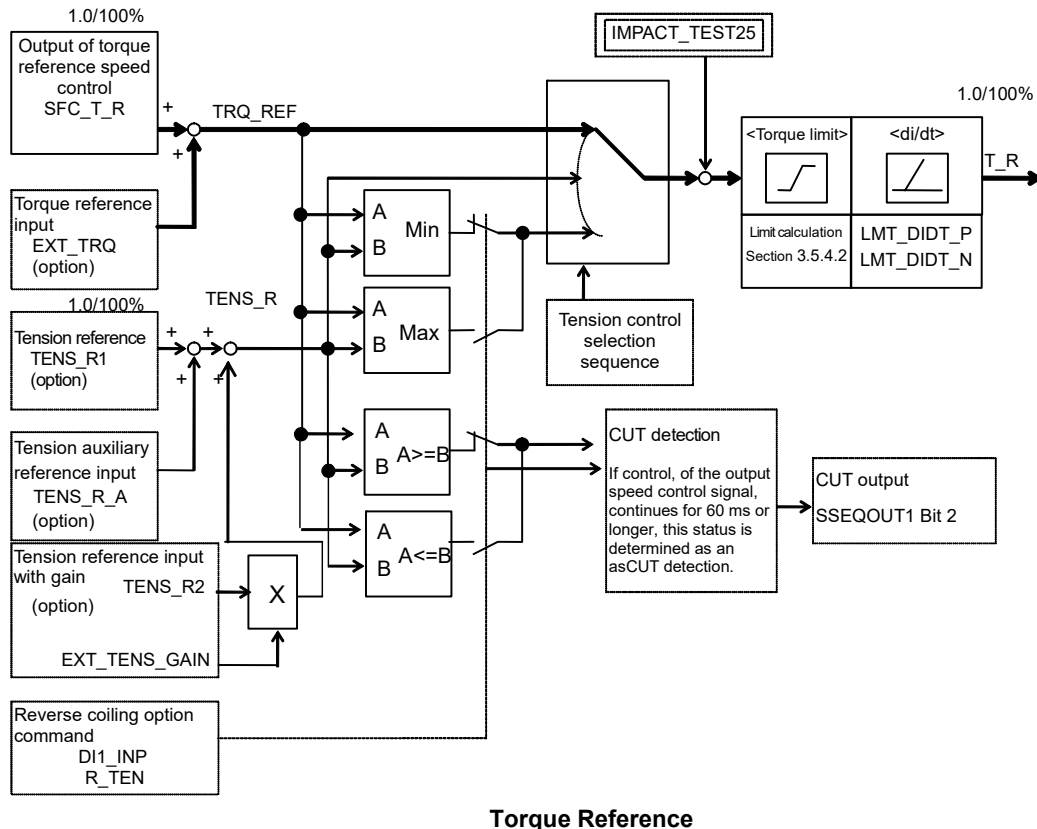 1.0/100%
Output of torque
reference speed
control
SFC_T_R
+
+
TRQ_REF
Torque reference
input
EXT_TRQ
(option)
1.0/100%
Tension reference
TENS_R1
(option)
+
+
+
+
TENS_R
Tension auxiliary
reference input
TENS_R_A
(option)
Tension reference input
with gain
TENS_R2
(option)
EXT_TENS_GAIN
X
Reverse coiling option
command
DI1_INP
R_TEN
A
B
Min
A
B
Max
A
B
A>=B
A
B
A<=B
IMPACT_TEST25
Tension control
selection
sequence
1.0/100%
<Torque limit>
<di/dt>
Limit calculation
Section 3.5.4.2
LMT_DIDT_P
LMT_DIDT_N
T_R
CUT detection
If control, of the output
speed control signal,
continues for 60 ms or
longer, this status is
determined as an
asCUT detection.
CUT output
SSEQOUT1 Bit 2
Torque Reference